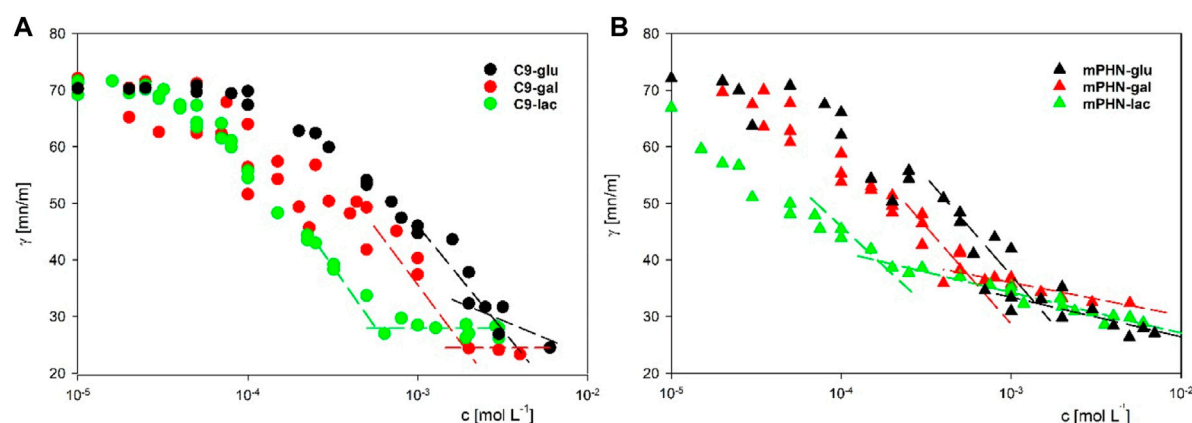 A
80
70
60
50
40
30
20
γ [mn/m]
C9-glu
C9-gal
C9-lac
10⁻⁵
10⁻⁴
10⁻³
10⁻²
c [mol L⁻¹]
B
80
70
60
50
40
30
20
γ [mn/m]
mPHN-glu
mPHN-gal
mPHN-lac
10⁻⁵
10⁻⁴
10⁻³
10⁻²
c [mol L⁻¹]